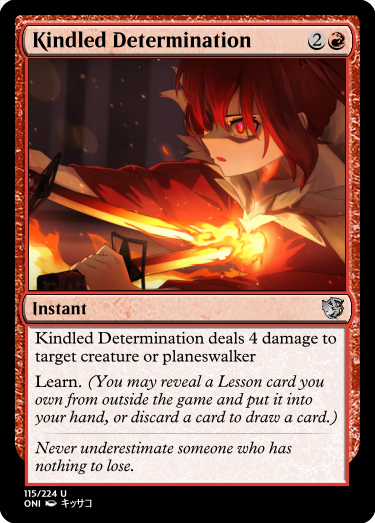 Kindled Determination 2
Instant
Kindled Determination deals 4 damage to
target creature or planeswalker
Learn. (You may reveal a Lesson card you
own from outside the game and put it into
your hand, or discard a card to draw a card.)
Never underestimate someone who has
nothing to lose.
115/224 U
ONI キッサコ